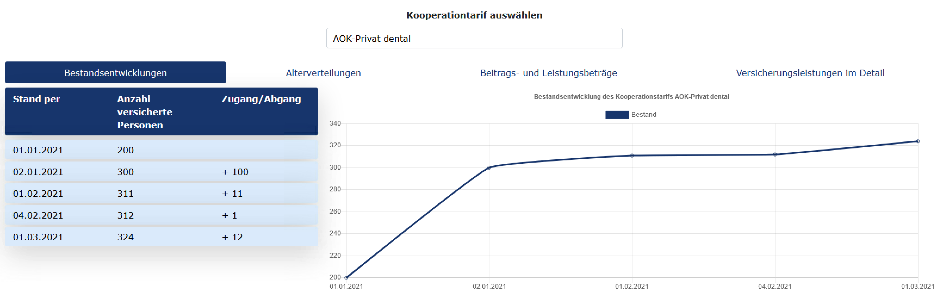 Kooperationtarif auswählen
AOK-Privat dental
Bestandsentwicklungen
Alterverteilungen
Beitrags- und Leistungsbeträge
Versicherungsleistungen im Detail
Stand per Anzahl versicherte Personen Zugang/Abgang
01.01.2021 200
02.01.2021 300 + 100
01.02.2021 311 + 11
04.02.2021 312 + 1
01.03.2021 324 + 12
Bestandsentwicklung des Kooperationstarifs AOK-Privat dental
Bestand
340
320
300
280
260
240
220
200
01.01.2021 02.01.2021 01.02.2021 04.02.2021 01.03.2021